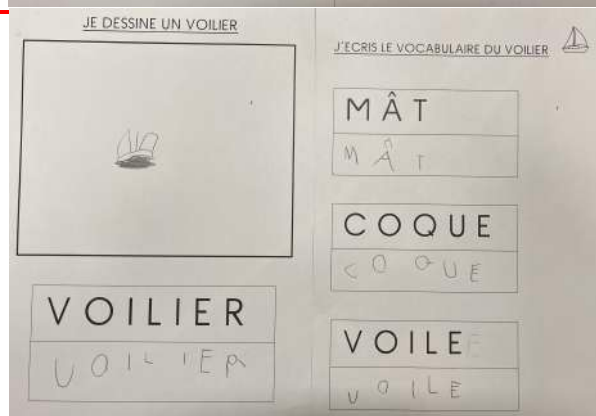 JE DESSINE UN VOILIER
VOILIER
VOILIER
J'ECRIS LE VOCABULAIRE DU VOILIER
MÂT
MÂT
COQUE
COQUE
VOILE
VOILE